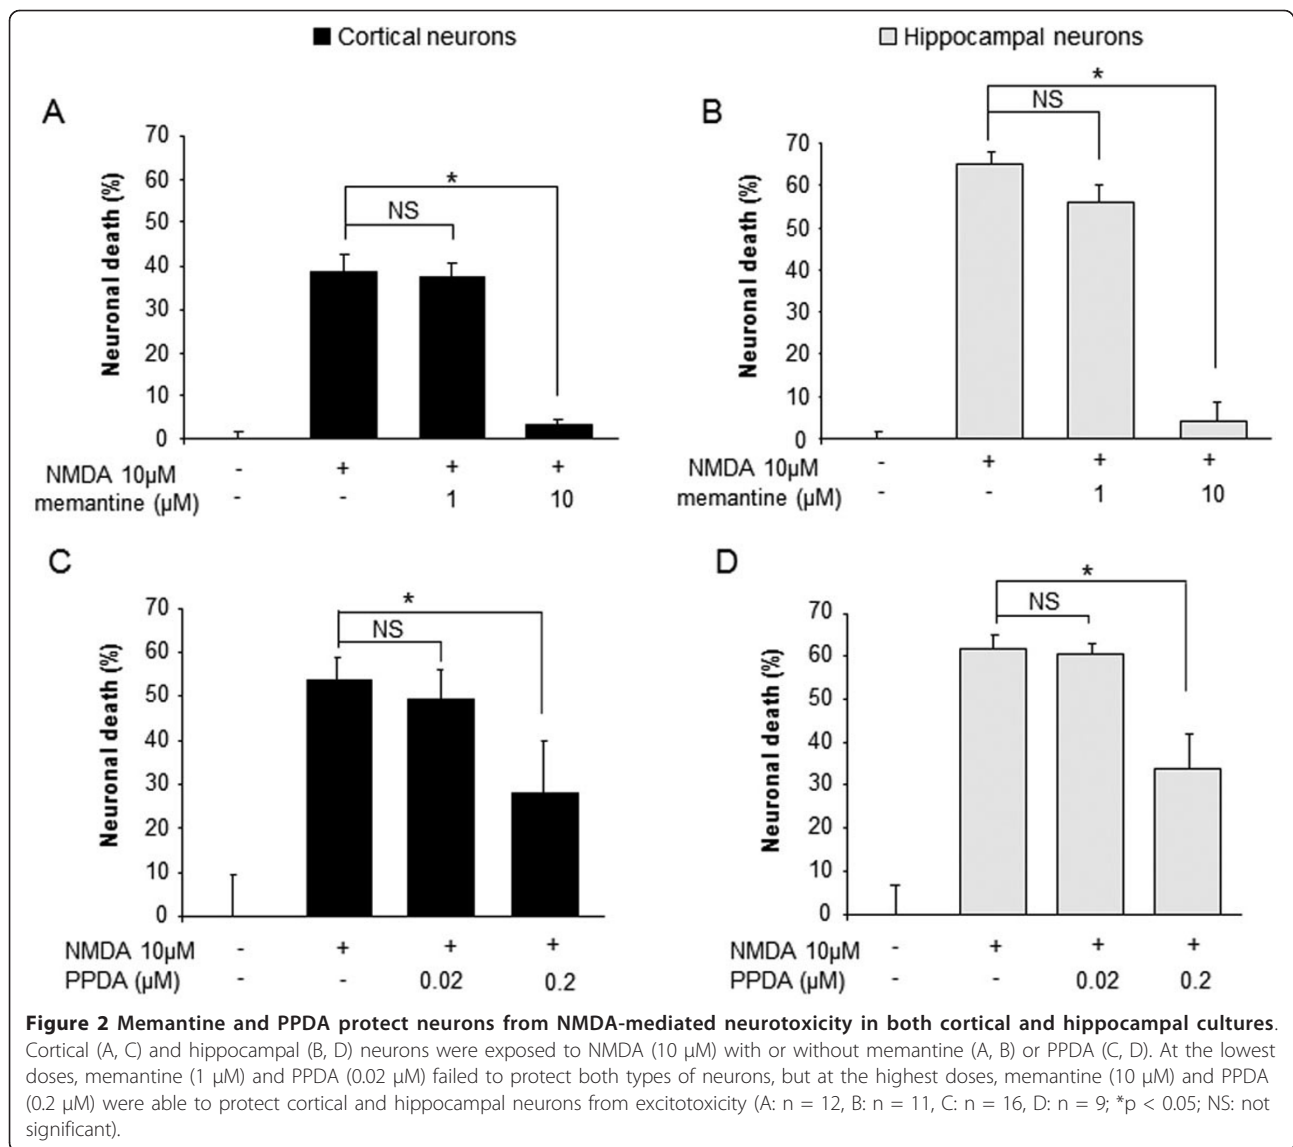 Cortical neurons
Hippocampal neurons
A
Neuronal death (%)
70
60
50
40
30
20
10
0
*
NS
NMDA 10µM - + + +
memantine (µM) - - 1 10
B
Neuronal death (%)
70
60
50
40
30
20
10
0
*
NS
NMDA 10µM - + + +
memantine (µM) - - 1 10
C
Neuronal death (%)
70
60
50
40
30
20
10
0
*
NS
NMDA 10µM - + + +
PPDA (µM) - - 0.02 0.2
D
Neuronal death (%)
70
60
50
40
30
20
10
0
*
NS
NMDA 10µM - + + +
PPDA (µM) - - 0.02 0.2
Figure 2 Memantine and PPDA protect neurons from NMDA-mediated neurotoxicity in both cortical and hippocampal cultures.
Cortical (A, C) and hippocampal (B, D) neurons were exposed to NMDA (10 µM) with or without memantine (A, B) or PPDA (C, D). At the lowest
doses, memantine (1 µM) and PPDA (0.02 µM) failed to protect both types of neurons, but at the highest doses, memantine (10 µM) and PPDA
(0.2 µM) were able to protect cortical and hippocampal neurons from excitotoxicity (A: n = 12, B: n = 11, C: n = 16, D: n = 9; *p < 0.05; NS: not
significant).